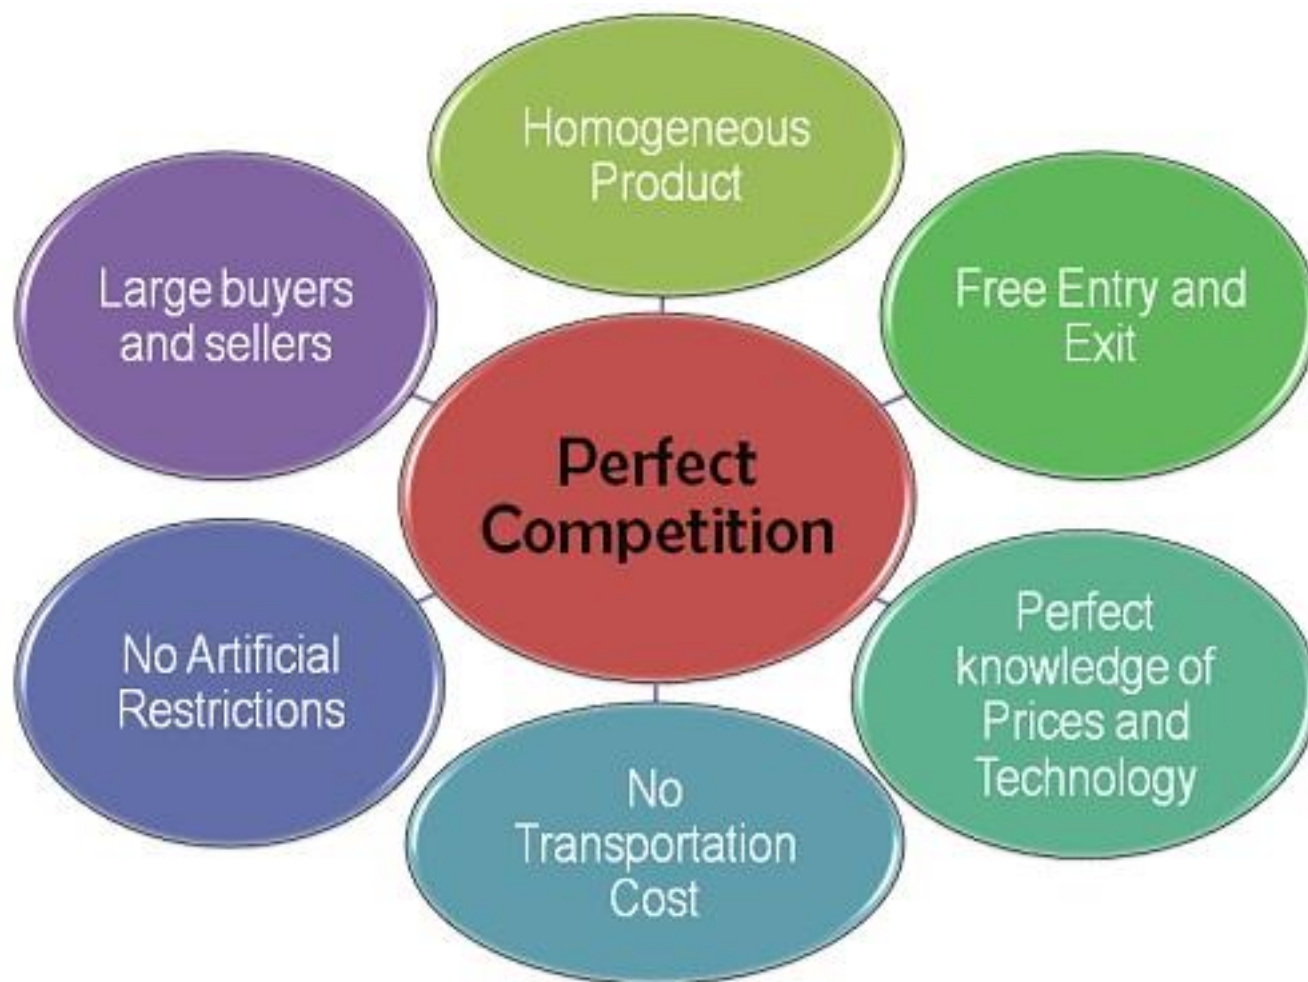 Homogeneous
Product
Large buyers
and sellers
Free Entry and
Exit
Perfect
Competition
No Artificial
Restrictions
Perfect
knowledge of
Prices and
Technology
No
Transportation
Cost